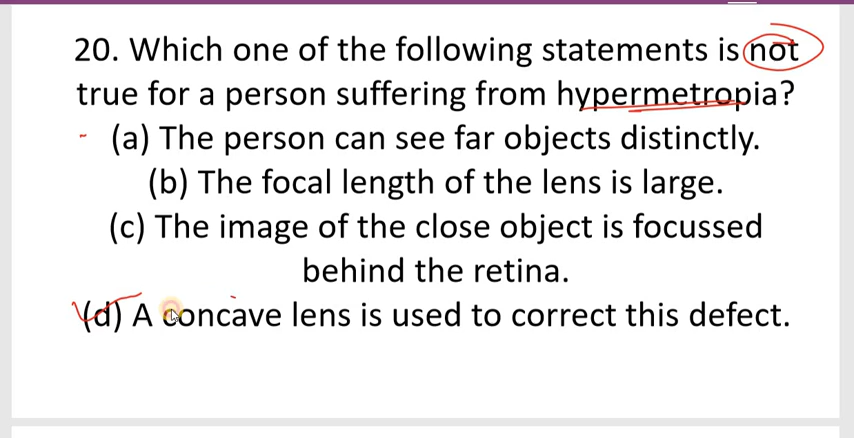 20. Which one of the following statements is not
true for a person suffering from hypermetropia?
(a) The person can see far objects distinctly.
(b) The focal length of the lens is large.
(c) The image of the close object is focussed
behind the retina.
(d) A concave lens is used to correct this defect.